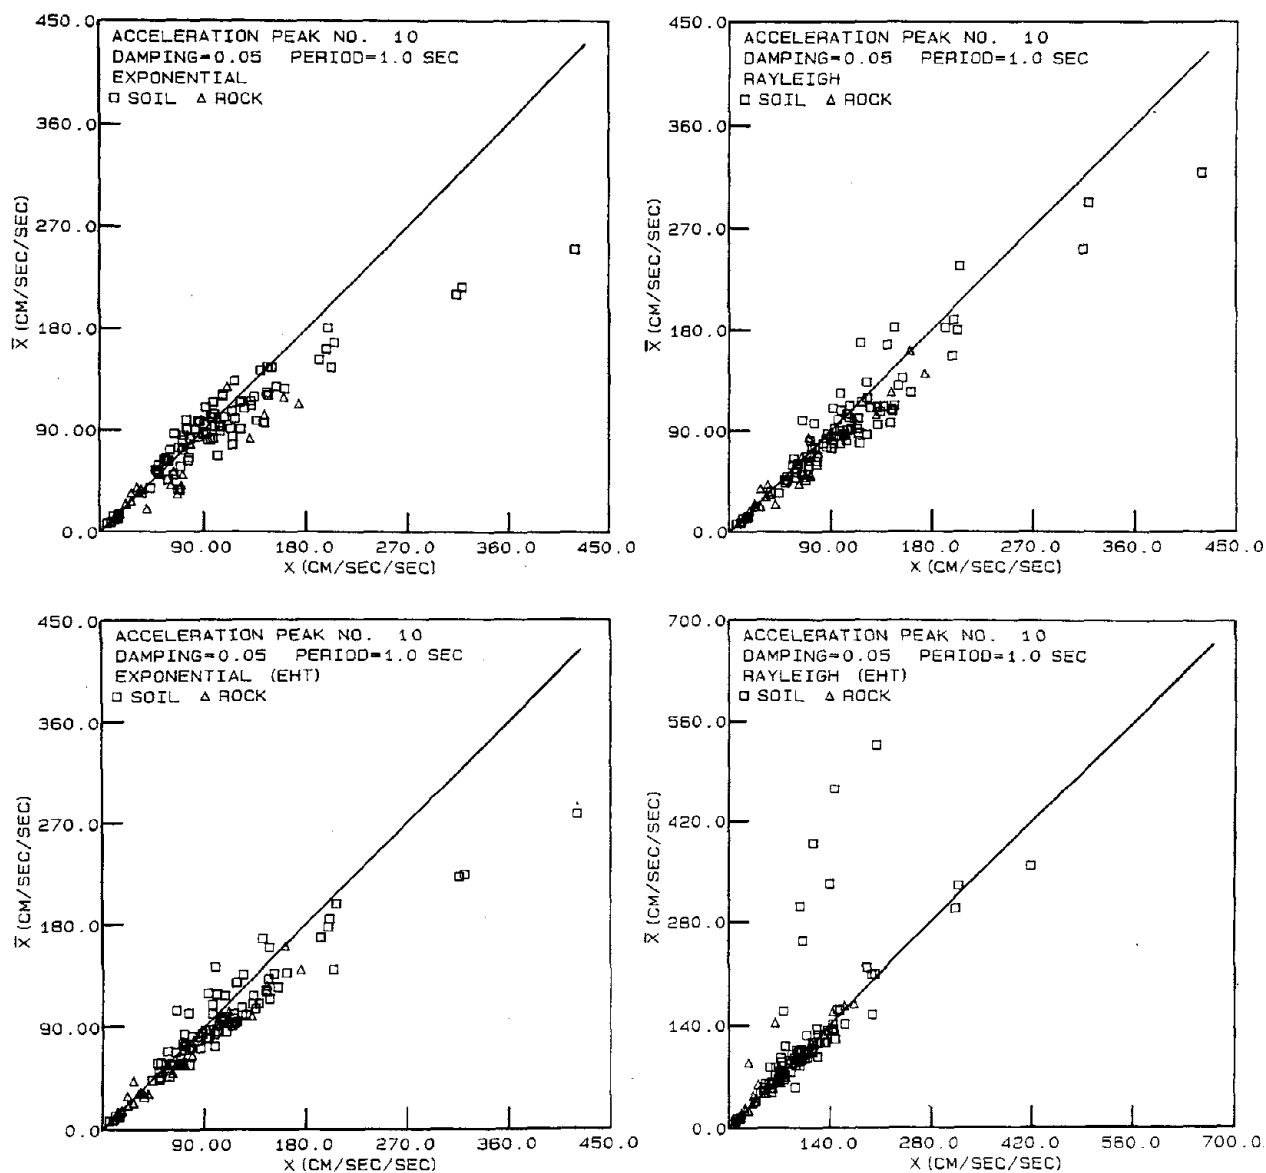 450.0
ACCELERATION PEAK NO. 10
DAMPING=0.05 PERIOD=1.0 SEC
EXPONENTIAL
□ SOIL △ ROCK
360.0
270.0
180.0
90.00
0.0
X̅ (CM/SEC/SEC)
90.00 180.0 270.0 360.0 450.0
X (CM/SEC/SEC)
450.0
ACCELERATION PEAK NO. 10
DAMPING=0.05 PERIOD=1.0 SEC
RAYLEIGH
□ SOIL △ ROCK
360.0
270.0
180.0
90.00
0.0
X̅ (CM/SEC/SEC)
90.00 180.0 270.0 360.0 450.0
X (CM/SEC/SEC)
450.0
ACCELERATION PEAK NO. 10
DAMPING=0.05 PERIOD=1.0 SEC
EXPONENTIAL (EHT)
□ SOIL △ ROCK
360.0
270.0
180.0
90.00
0.0
X̅ (CM/SEC/SEC)
90.00 180.0 270.0 360.0 450.0
X (CM/SEC/SEC)
700.0
ACCELERATION PEAK NO. 10
DAMPING=0.05 PERIOD=1.0 SEC
RAYLEIGH (EHT)
□ SOIL △ ROCK
560.0
420.0
280.0
140.0
0.0
X̅ (CM/SEC/SEC)
140.0 280.0 420.0 560.0 700.0
X (CM/SEC/SEC)